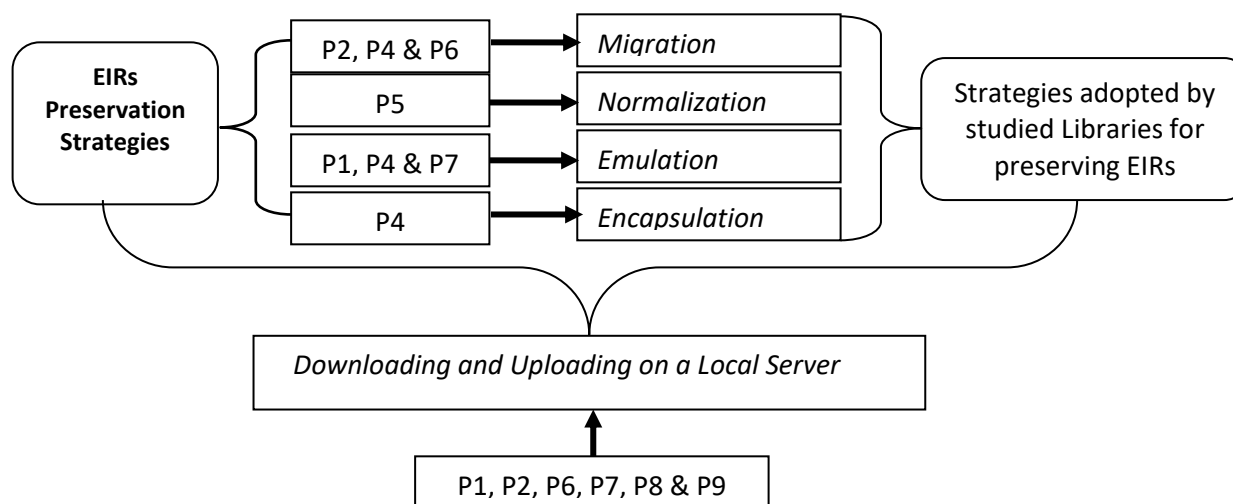 EIRs
Preservation
Strategies
P2, P4 & P6
Migration
P5
Normalization
P1, P4 & P7
Emulation
P4
Encapsulation
Strategies adopted by
studied Libraries for
preserving EIRs
Downloading and Uploading on a Local Server
P1, P2, P6, P7, P8 & P9